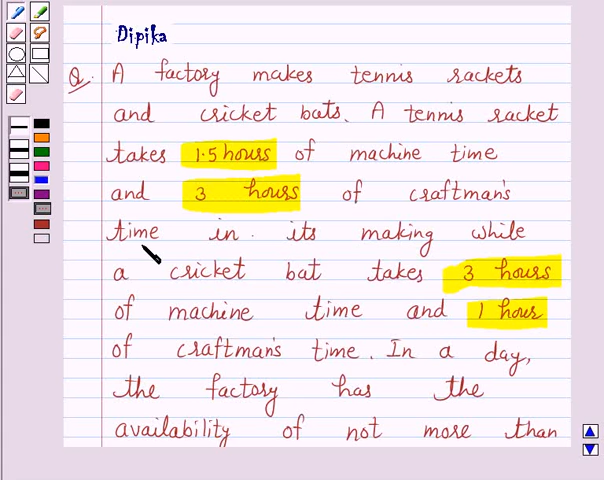 Dipika
Q. A factory makes tennis rackets
and cricket bats. A tennis racket
takes 1.5 hours of machine time
and 3 hours of craftman's
time in its making while
a cricket bat takes 3 hours
of machine time and 1 hour
of craftman's time. In a day,
the factory has the
availability of not more than